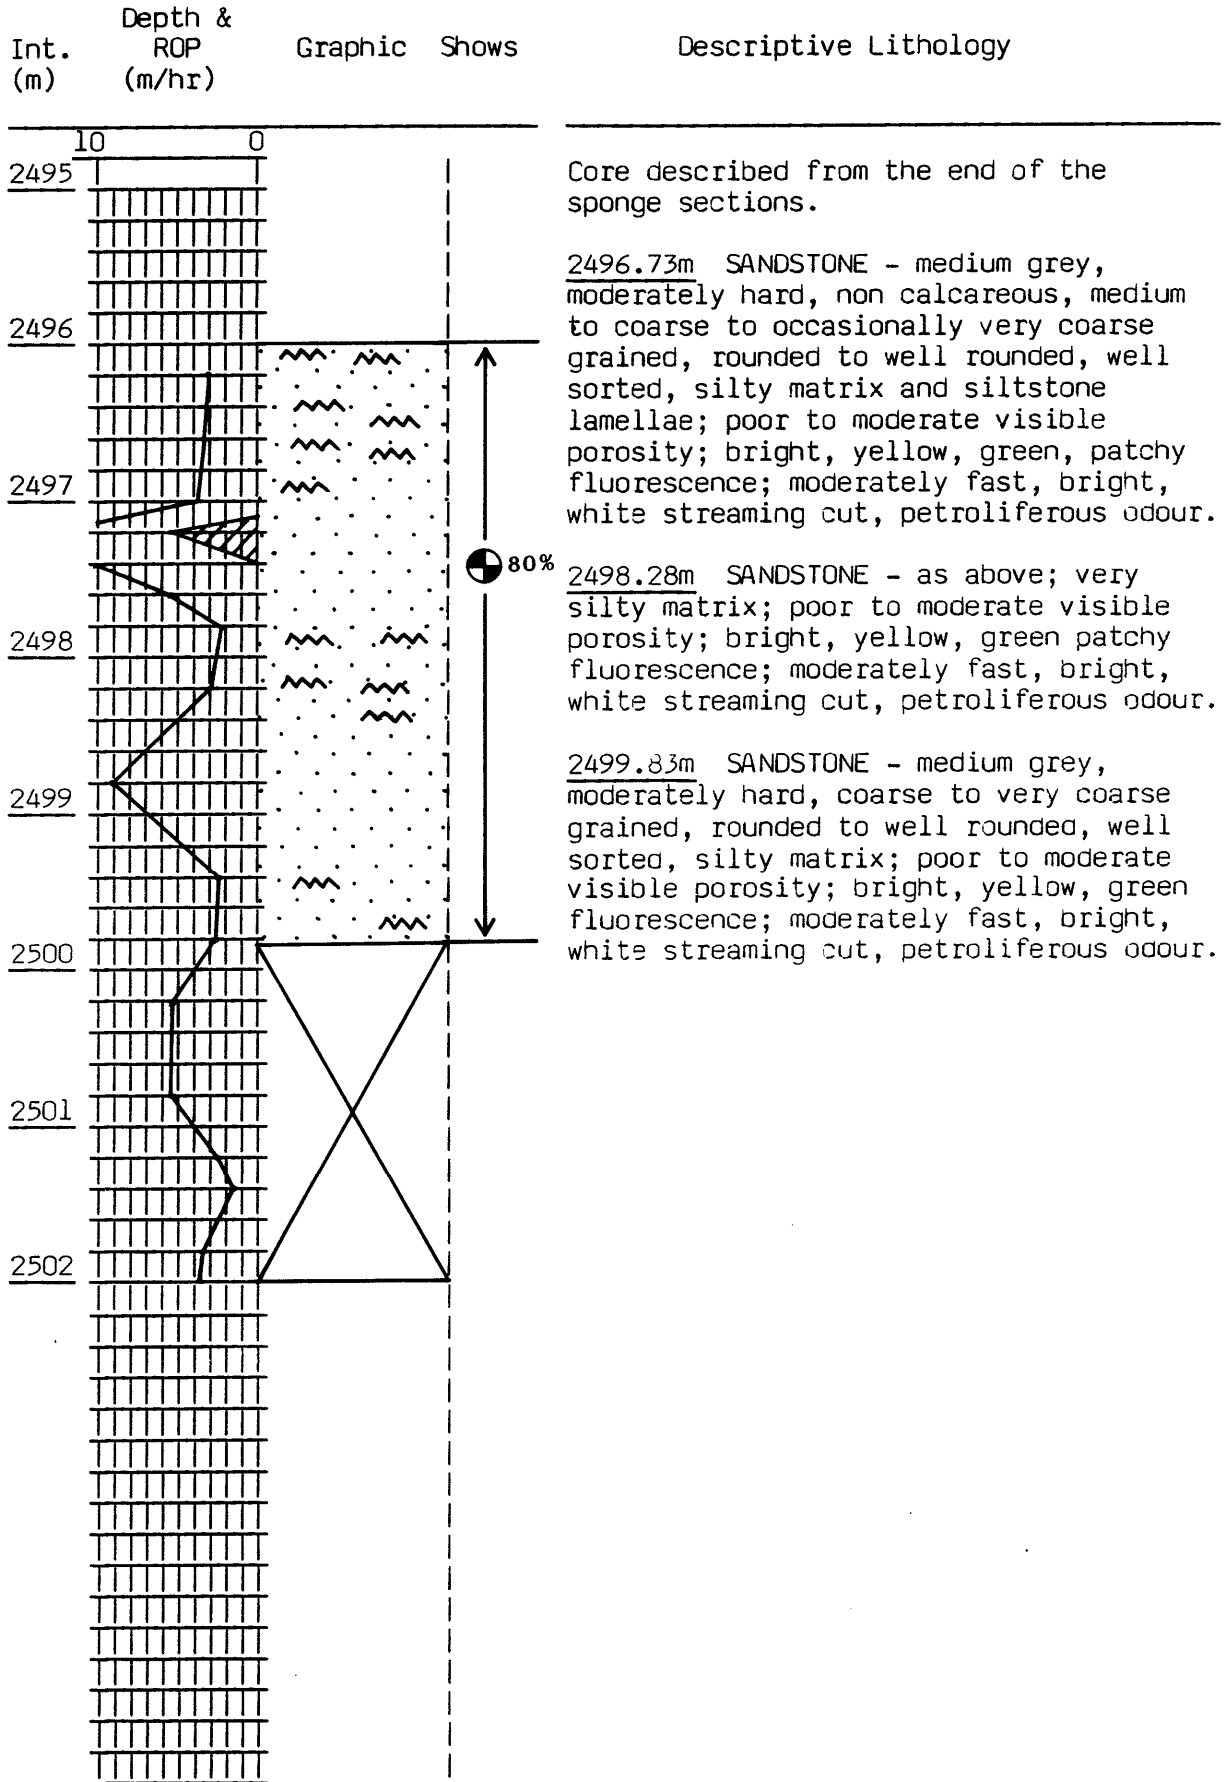 Int.
(m)
Depth &
ROP
(m/hr)
Graphic
Shows
Descriptive Lithology
10
0
2495
2496
2497
2498
2499
2500
2501
2502
80%
Core described from the end of the
sponge sections.
2496.73m SANDSTONE - medium grey,
moderately hard, non calcareous, medium
to coarse to occasionally very coarse
grained, rounded to well rounded, well
sorted, silty matrix and siltstone
lamellae; poor to moderate visible
porosity; bright, yellow, green, patchy
fluorescence; moderately fast, bright,
white streaming cut, petroliferous odour.
2498.28m SANDSTONE - as above; very
silty matrix; poor to moderate visible
porosity; bright, yellow, green patchy
fluorescence; moderately fast, bright,
white streaming cut, petroliferous odour.
2499.83m SANDSTONE - medium grey,
moderately hard, coarse to very coarse
grained, rounded to well rounded, well
sorted, silty matrix; poor to moderate
visible porosity; bright, yellow, green
fluorescence; moderately fast, bright,
white streaming cut, petroliferous odour.